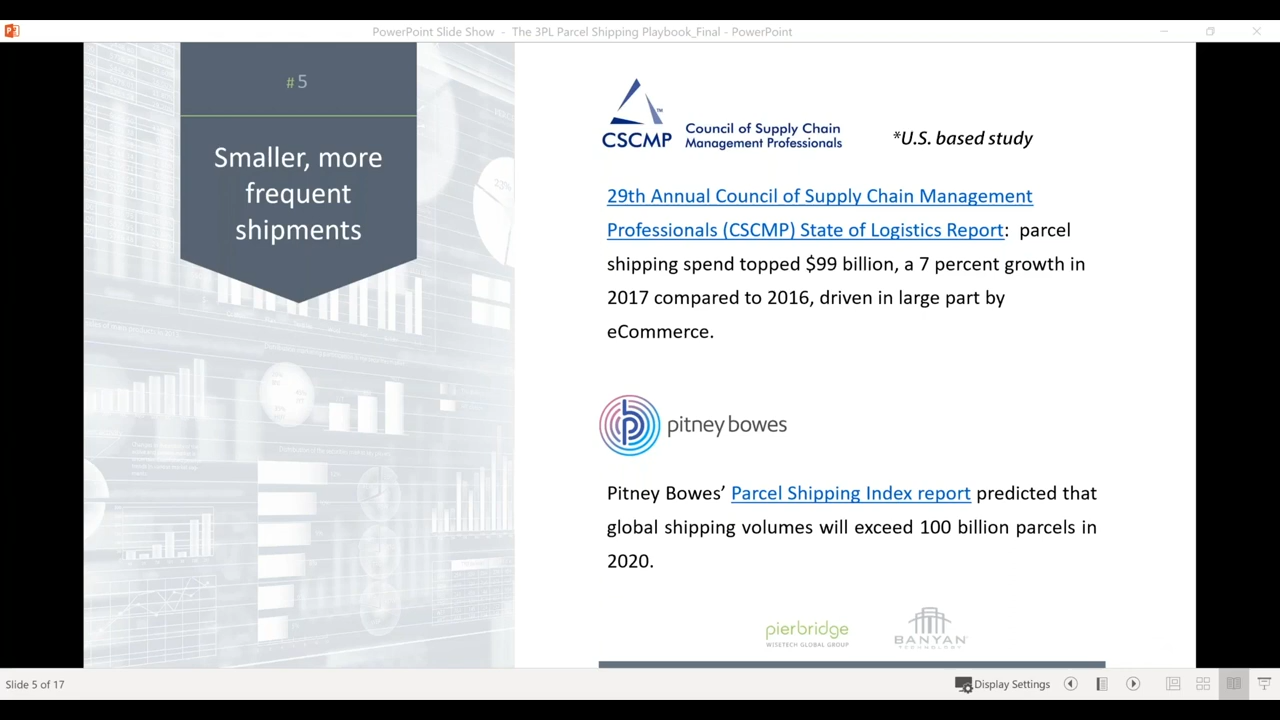 PowerPoint Slide Show - The 3PL Parcel Shipping Playbook_Final - PowerPoint
#5
Smaller, more
frequent
shipments
23%
CSCMP
TM
Council of Supply Chain
Management Professionals
*U.S. based study
29th Annual Council of Supply Chain Management
Professionals (CSCMP) State of Logistics Report: parcel
shipping spend topped $99 billion, a 7 percent growth in
2017 compared to 2016, driven in large part by
eCommerce.
pitney bowes
Pitney Bowes’ Parcel Shipping Index report predicted that
global shipping volumes will exceed 100 billion parcels in
2020.
pierbridge
WISETECH GLOBAL GROUP
BANYAN
TECHNOLOGY
Slide 5 of 17
Display Settings